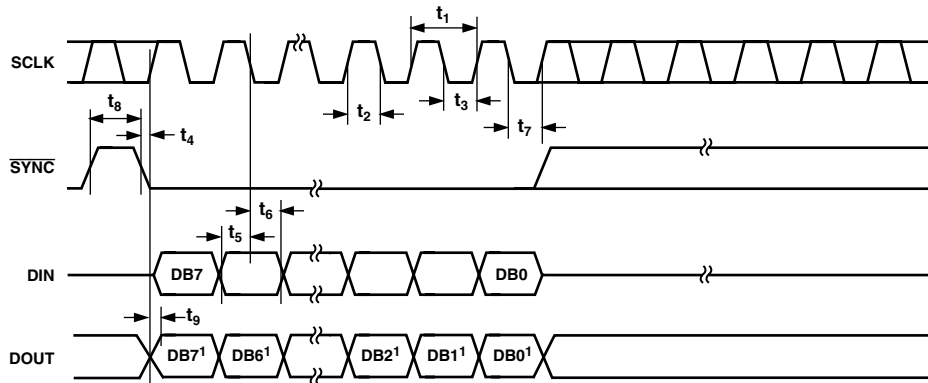 t1
SCLK
t8
t4
t2
t3
t7
SYNC
t6
t5
DIN
DB7
DB0
t9
DOUT
DB7¹
DB6¹
DB2¹
DB1¹
DB0¹